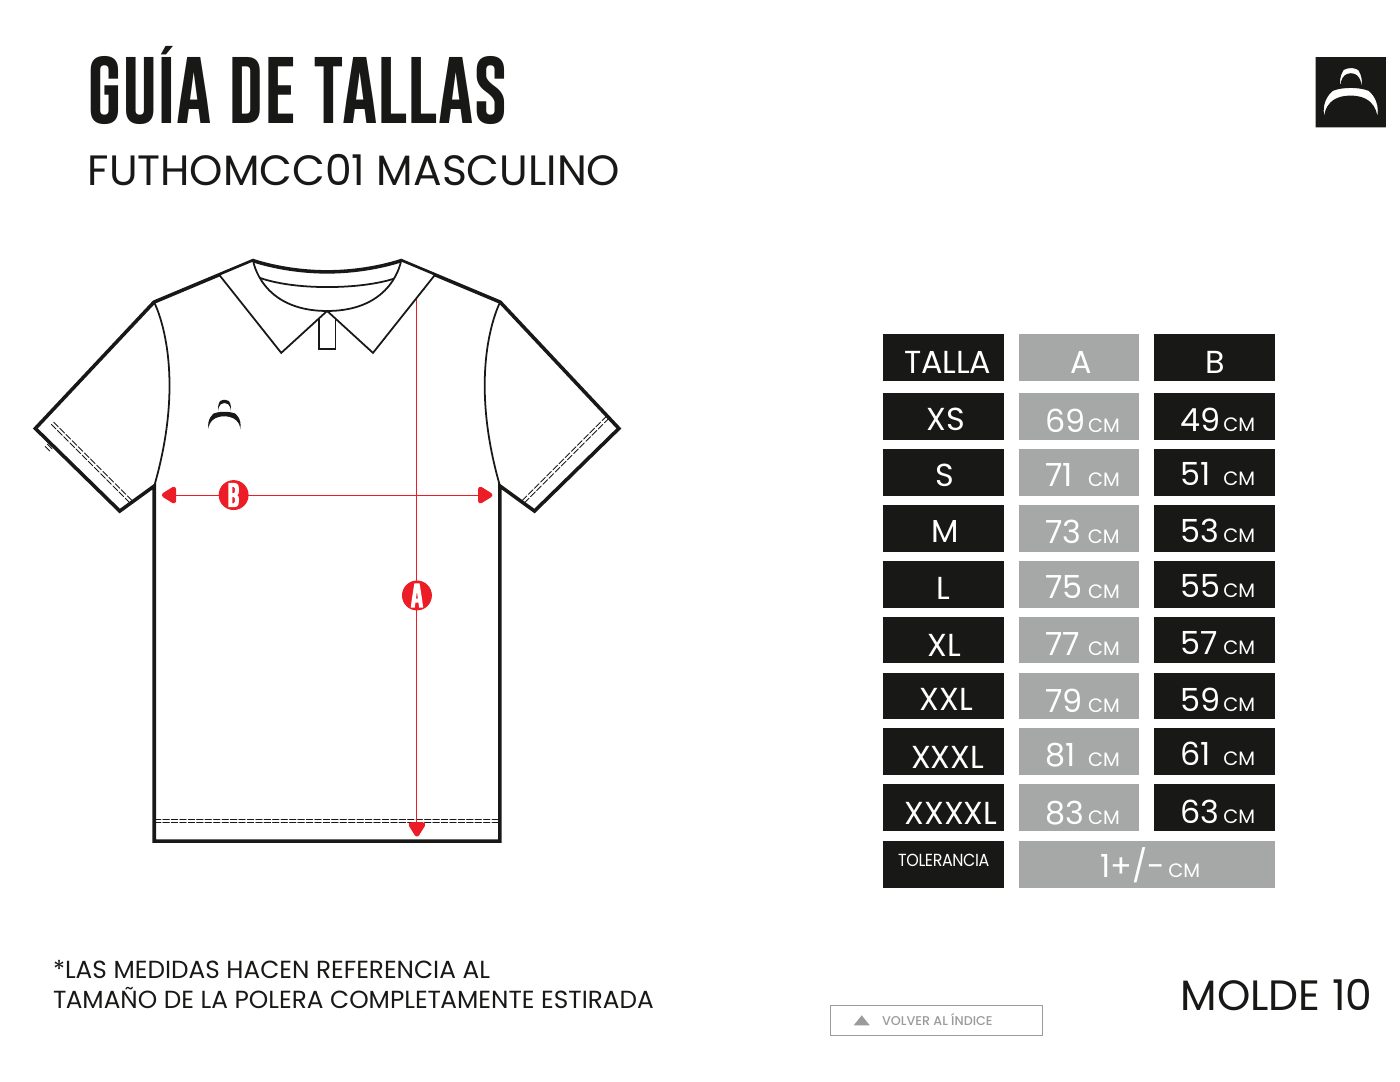 GUÍA DE TALLAS
FUTHOMCC01 MASCULINO
B
A
TALLA A B
XS 69 CM 49 CM
S 71 CM 51 CM
M 73 CM 53 CM
L 75 CM 55 CM
XL 77 CM 57 CM
XXL 79 CM 59 CM
XXXL 81 CM 61 CM
XXXXL 83 CM 63 CM
TOLERANCIA 1+/- CM
*LAS MEDIDAS HACEN REFERENCIA AL
TAMAÑO DE LA POLERA COMPLETAMENTE ESTIRADA
VOLVER AL ÍNDICE
MOLDE 10